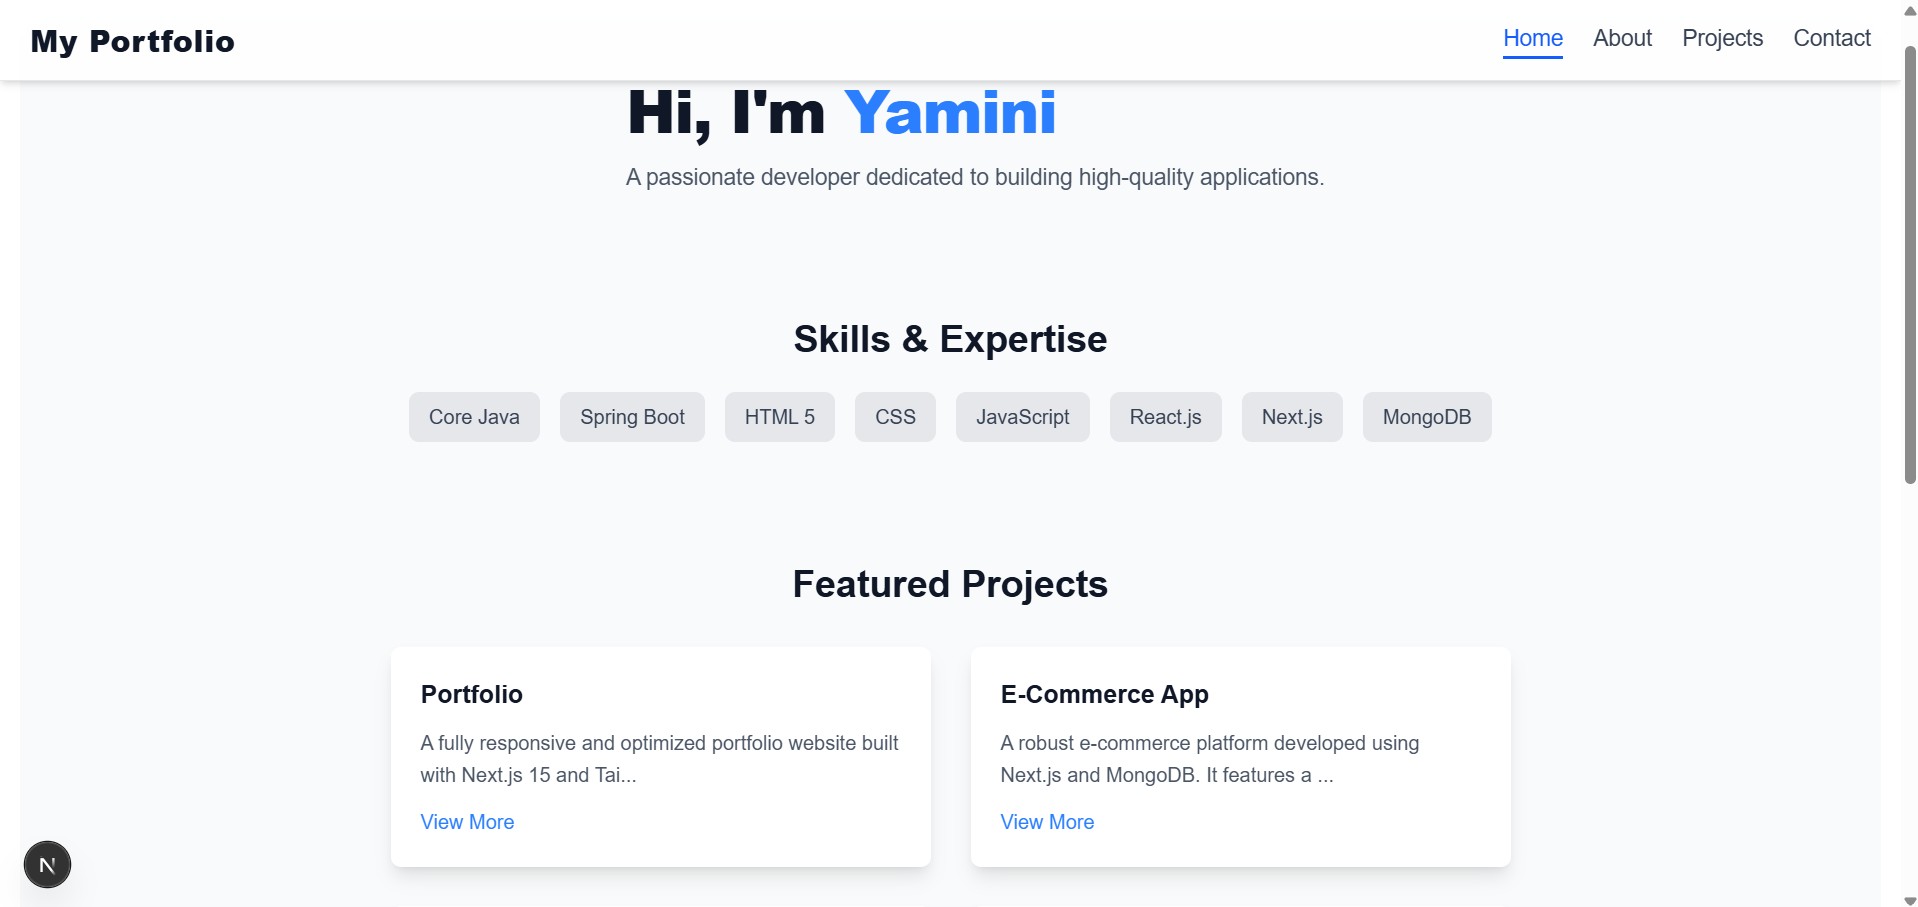 My Portfolio
Home About Projects Contact
Hi, I'm Yamini
A passionate developer dedicated to building high-quality applications.
Skills & Expertise
Core Java Spring Boot HTML 5 CSS JavaScript React.js Next.js MongoDB
Featured Projects
Portfolio
A fully responsive and optimized portfolio website built
with Next.js 15 and Tai...
View More
E-Commerce App
A robust e-commerce platform developed using
Next.js and MongoDB. It features a ...
View More
N